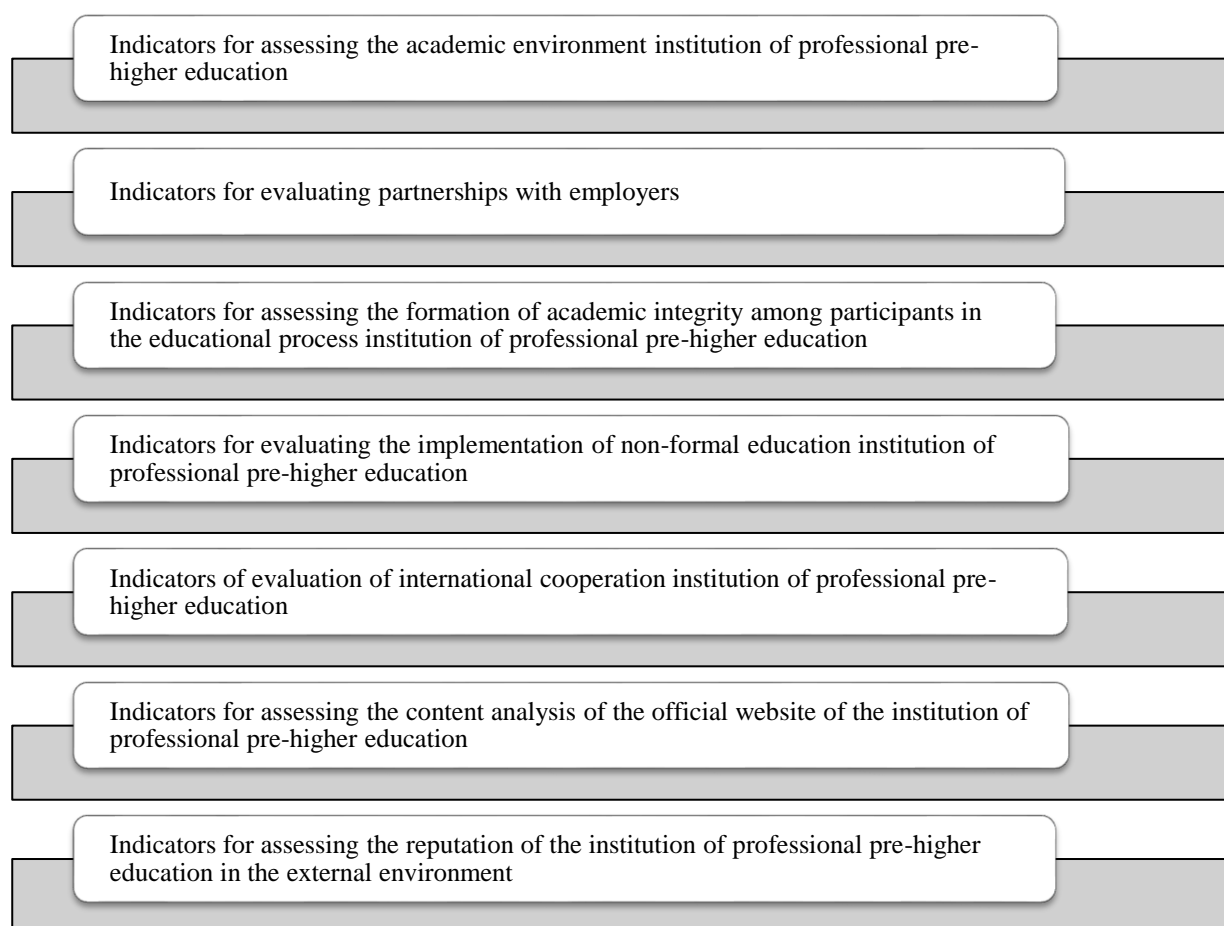 Indicators for assessing the academic environment institution of professional pre-
higher education
Indicators for evaluating partnerships with employers
Indicators for assessing the formation of academic integrity among participants in
the educational process institution of professional pre-higher education
Indicators for evaluating the implementation of non-formal education institution of
professional pre-higher education
Indicators of evaluation of international cooperation institution of professional pre-
higher education
Indicators for assessing the content analysis of the official website of the institution of
professional pre-higher education
Indicators for assessing the reputation of the institution of professional pre-higher
education in the external environment